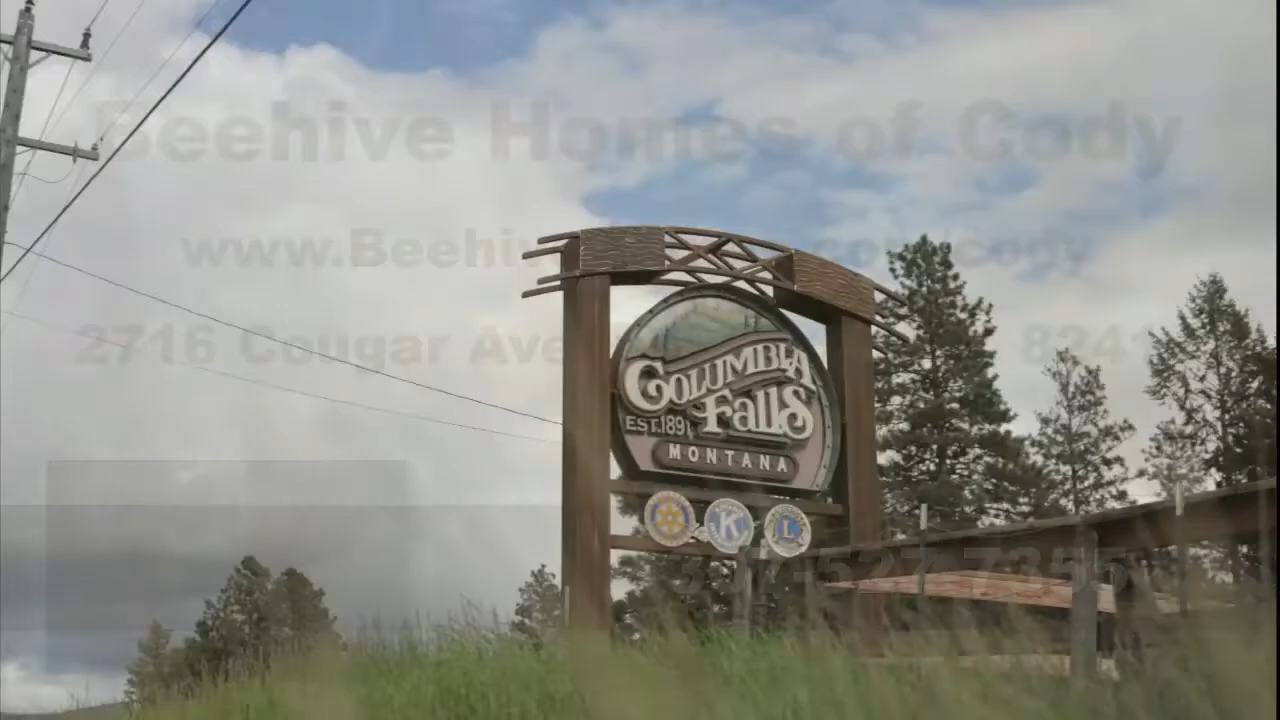 Beehive Homes of Cody
www.Beehiv com/Cody
2716 Cougar Ave 8241
COLUMBIA
Falls
EST.1891
MONTANA
K
L
307-527-7355